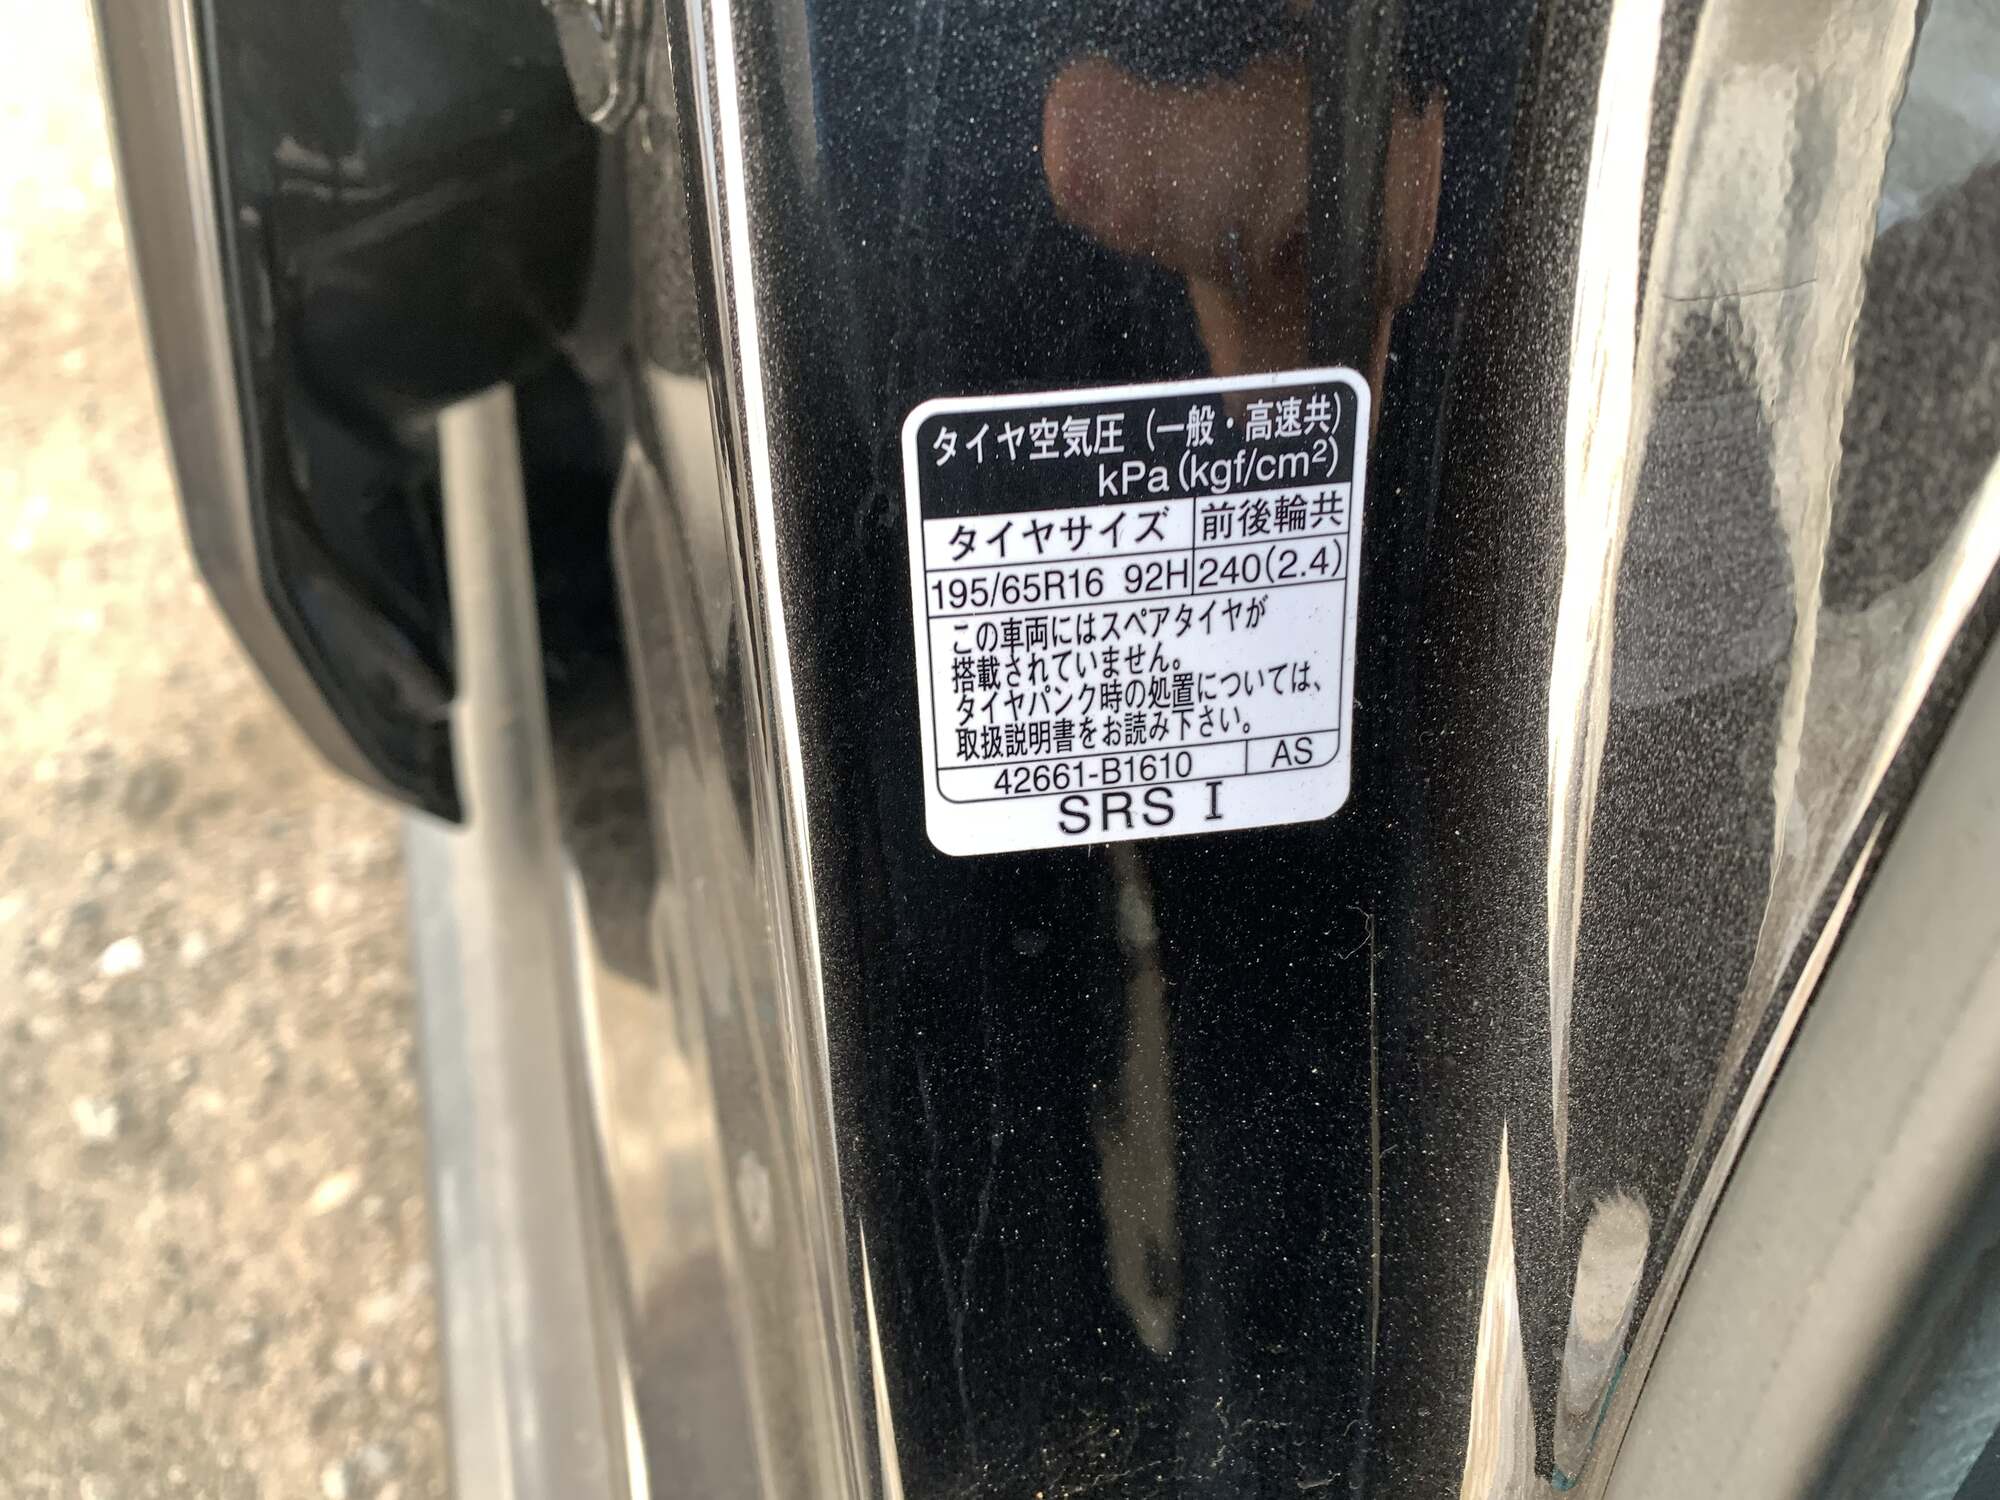 タイヤ空気圧（一般・高速共）
kPa(kgf/cm²)
タイヤサイズ 前後輪共
195/65R16 92H 240(2.4)
この車両にはスペアタイヤが
搭載されていません。
タイヤパンク時の処置については、
取扱説明書をお読み下さい。
42661-B1610 AS
SRS I